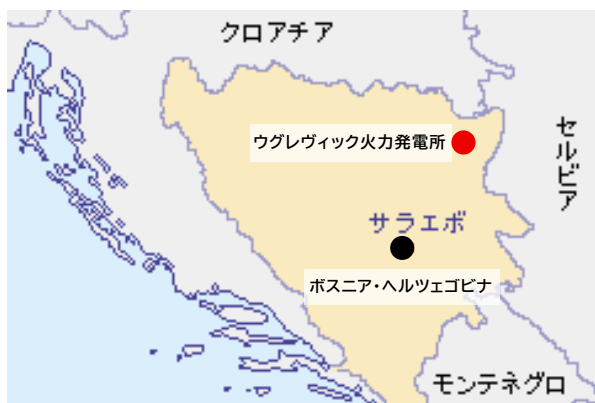 クロアチア
ウグレヴィック火力発電所
セルビア
サラエボ
ボスニア・ヘルツェゴビナ
モンテネグロ